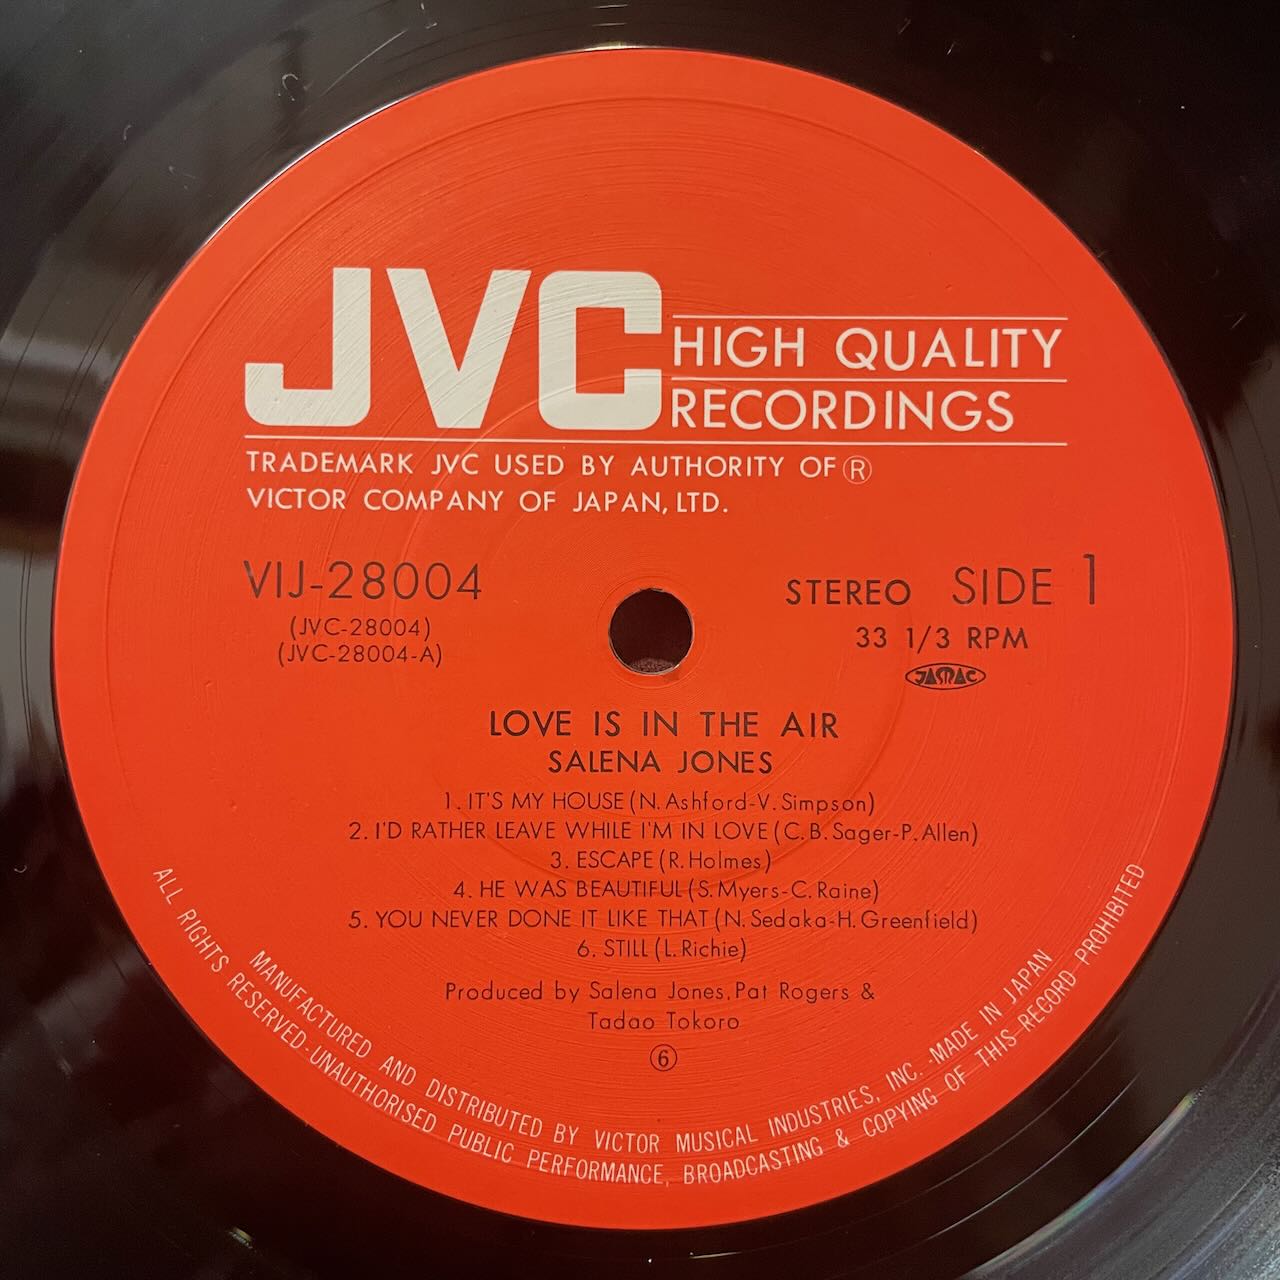 JVC HIGH QUALITY
RECORDINGS
TRADEMARK JVC USED BY AUTHORITY OF ®
VICTOR COMPANY OF JAPAN, LTD.
VIJ-28004
(JVC-28004)
(JVC-28004-A)
STEREO SIDE 1
33 1/3 RPM
JASRAC
LOVE IS IN THE AIR
SALENA JONES
1. IT'S MY HOUSE (N. Ashford-V. Simpson)
2. I'D RATHER LEAVE WHILE I'M IN LOVE (C. B. Sager-P. Allen)
3. ESCAPE (R. Holmes)
4. HE WAS BEAUTIFUL (S. Myers-C. Raine)
5. YOU NEVER DONE IT LIKE THAT (N. Sedaka-H. Greenfield)
6. STILL (L. Richie)
Produced by Salena Jones, Pat Rogers &
Tadao Tokoro
⑥
MANUFACTURED AND DISTRIBUTED BY VICTOR MUSICAL INDUSTRIES, INC. -MADE IN JAPAN
ALL RIGHTS RESERVED-UNAUTHORISED PUBLIC PERFORMANCE, BROADCASTING & COPYING OF THIS RECORD PROHIBITED